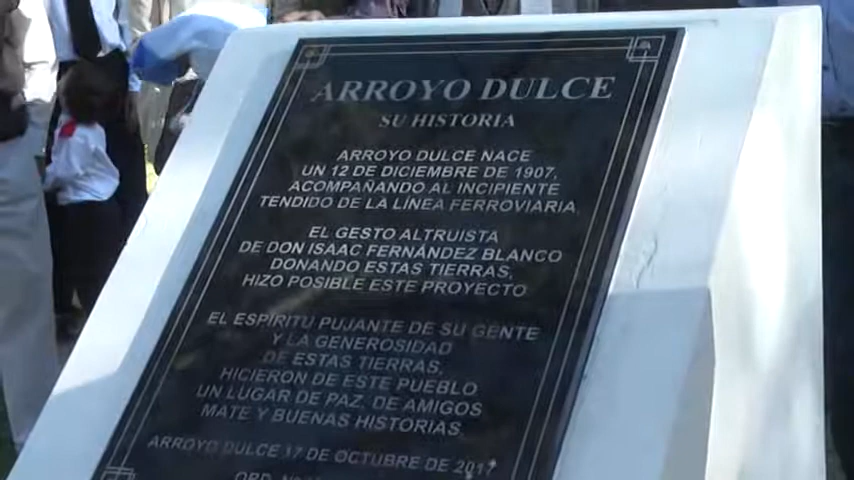 ARROYO DULCE
SU HISTORIA
ARROYO DULCE NACE
UN 12 DE DICIEMBRE DE 1907,
ACOMPAÑANDO AL INCIPIENTE
TENDIDO DE LA LÍNEA FERROVIARIA
EL GESTO ALTRUISTA
DE DON ISAAC FERNÁNDEZ BLANCO
DONANDO ESTAS TIERRAS,
HIZO POSIBLE ESTE PROYECTO
EL ESPIRITU PUJANTE DE SU GENTE
Y LA GENEROSIDAD
DE ESTAS TIERRAS,
HICIERON DE ESTE PUEBLO
UN LUGAR DE PAZ, DE AMIGOS
MATE Y BUENAS HISTORIAS.
ARROYO DULCE 17 DE OCTUBRE DE 2017